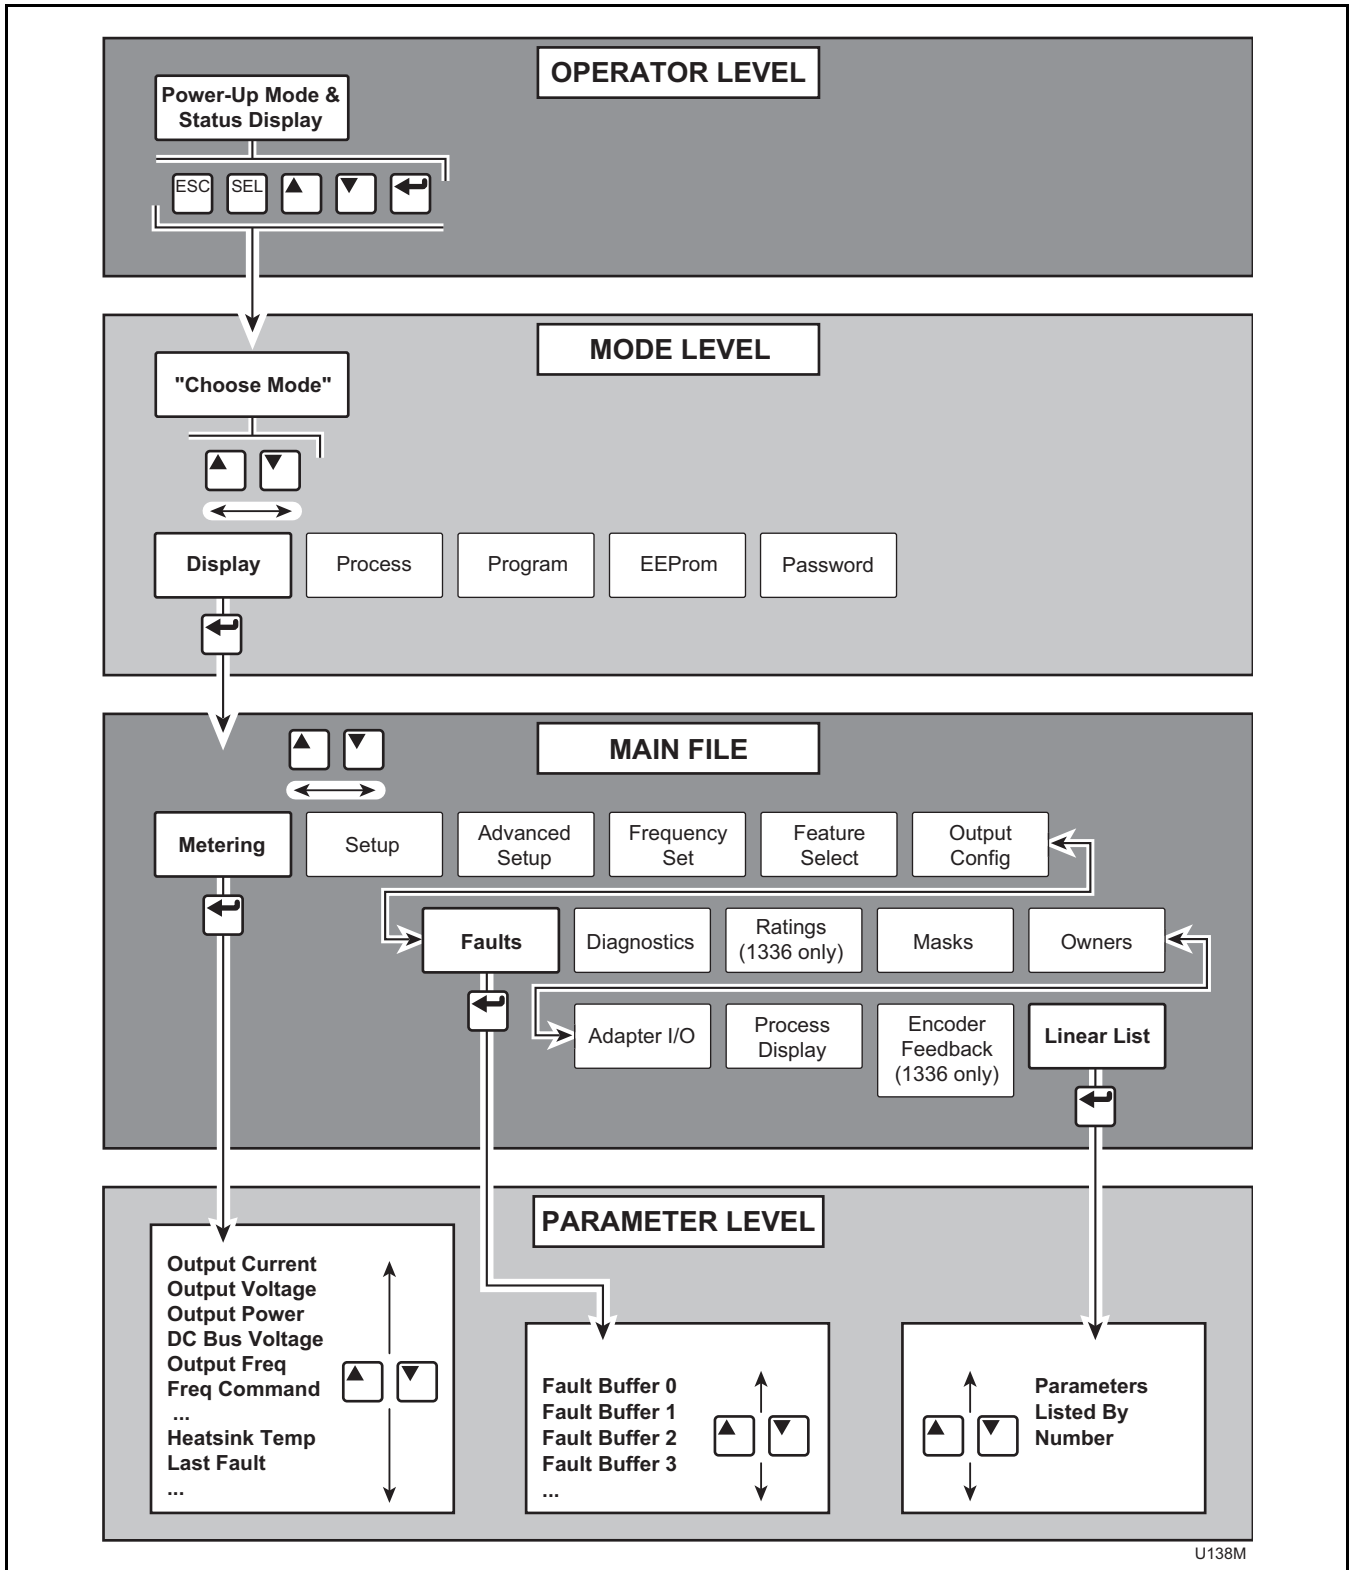 OPERATOR LEVEL
Power-Up Mode &
Status Display
ESC SEL
MODE LEVEL
"Choose Mode"
Display Process Program EEProm Password
MAIN FILE
Metering
Setup
Advanced
Setup
Frequency
Set
Feature
Select
Output
Config
Faults
Diagnostics
Ratings
(1336 only)
Masks
Owners
Adapter I/O
Process
Display
Encoder
Feedback
(1336 only)
Linear List
PARAMETER LEVEL
Output Current
Output Voltage
Output Power
DC Bus Voltage
Output Freq
Freq Command
...
Heatsink Temp
Last Fault
...
Fault Buffer 0
Fault Buffer 1
Fault Buffer 2
Fault Buffer 3
...
Parameters
Listed By
Number
U138M